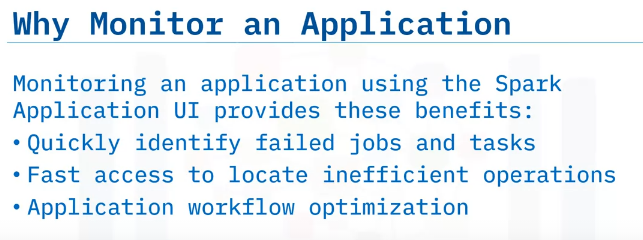 Why Monitor an Application
Monitoring an application using the Spark
Application UI provides these benefits:
• Quickly identify failed jobs and tasks
• Fast access to locate inefficient operations
• Application workflow optimization